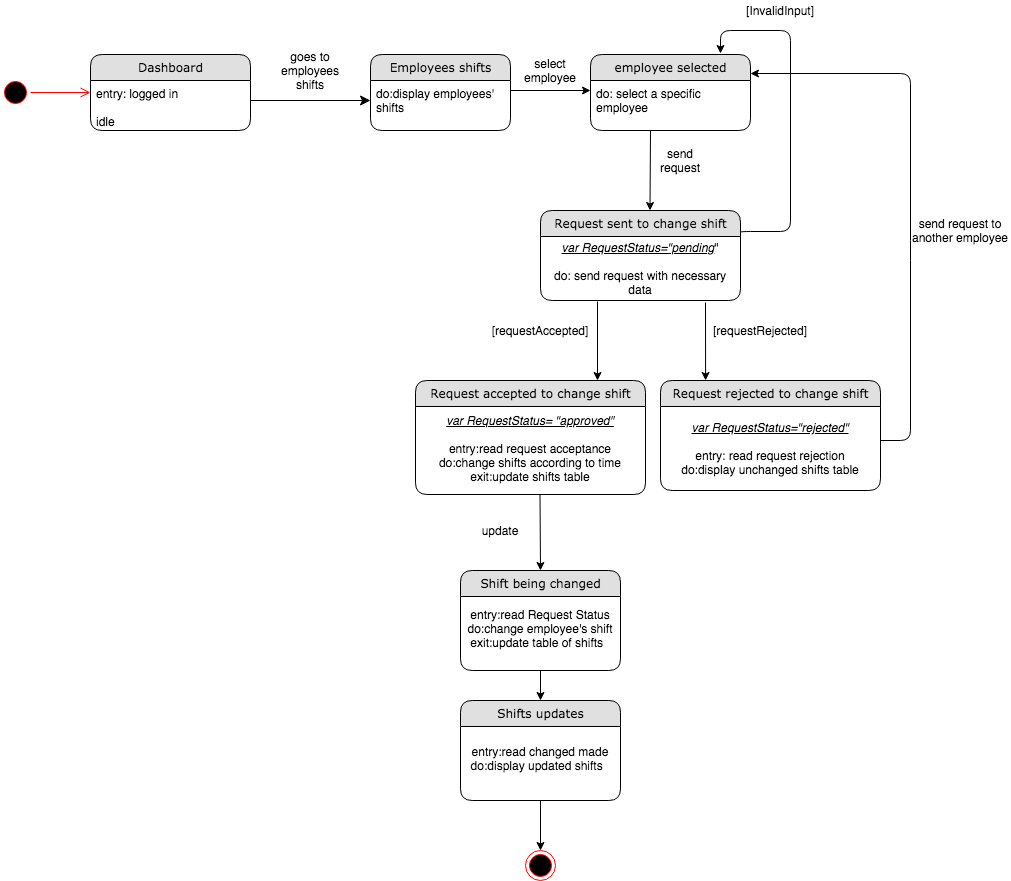 [InvalidInput]
Dashboard
entry: logged in
idle
goes to
employees
shifts
Employees shifts
do:display employees'
shifts
select
employee
employee selected
do: select a specific
employee
send
request
send request to
another employee
Request sent to change shift
var RequestStatus="pending"
do: send request with necessary
data
[requestAccepted]
[requestRejected]
Request accepted to change shift
var RequestStatus= "approved"
entry:read request acceptance
do:change shifts according to time
exit:update shifts table
Request rejected to change shift
var RequestStatus="rejected"
entry: read request rejection
do:display unchanged shifts table
update
Shift being changed
entry:read Request Status
do:change employee's shift
exit:update table of shifts
Shifts updates
entry:read changed made
do:display updated shifts